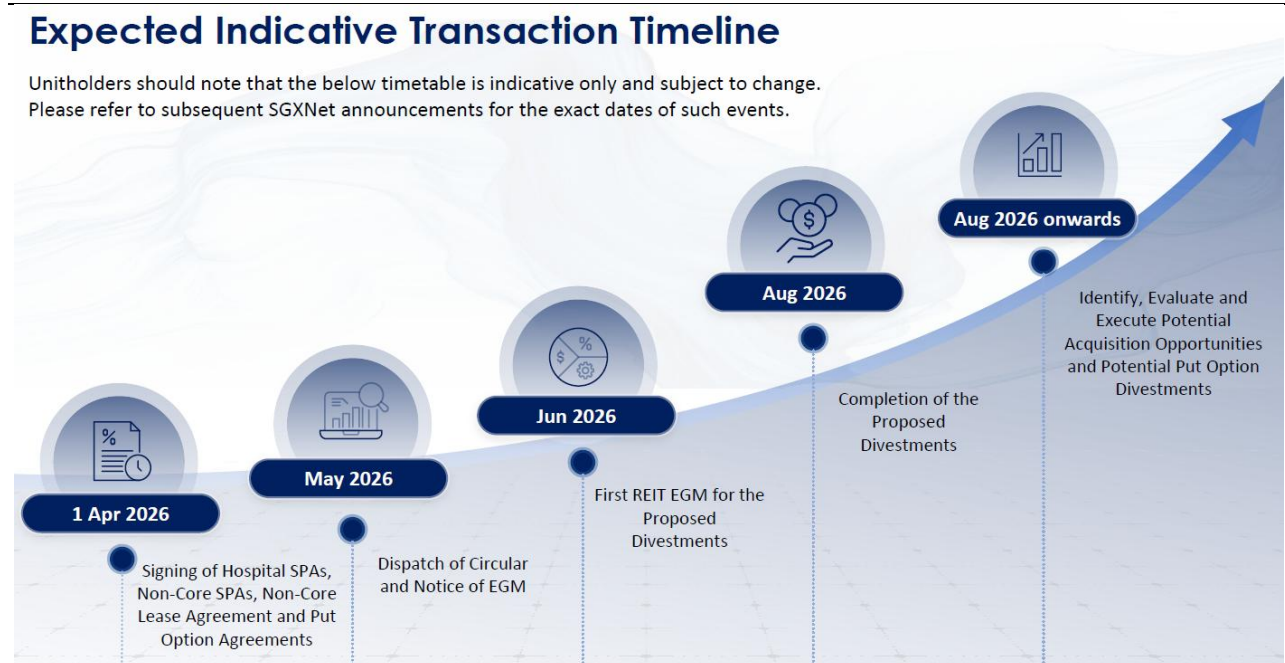 Expected Indicative Transaction Timeline
Unitholders should note that the below timetable is indicative only and subject to change.
Please refer to subsequent SGXNet announcements for the exact dates of such events.
%
1 Apr 2026
Signing of Hospital SPAs,
Non-Core SPAs, Non-Core
Lease Agreement and Put
Option Agreements
May 2026
Dispatch of Circular
and Notice of EGM
$ %
Jun 2026
First REIT EGM for the
Proposed
Divestments
$
Aug 2026
Completion of the
Proposed
Divestments
Aug 2026 onwards
Identify, Evaluate and
Execute Potential
Acquisition Opportunities
and Potential Put Option
Divestments